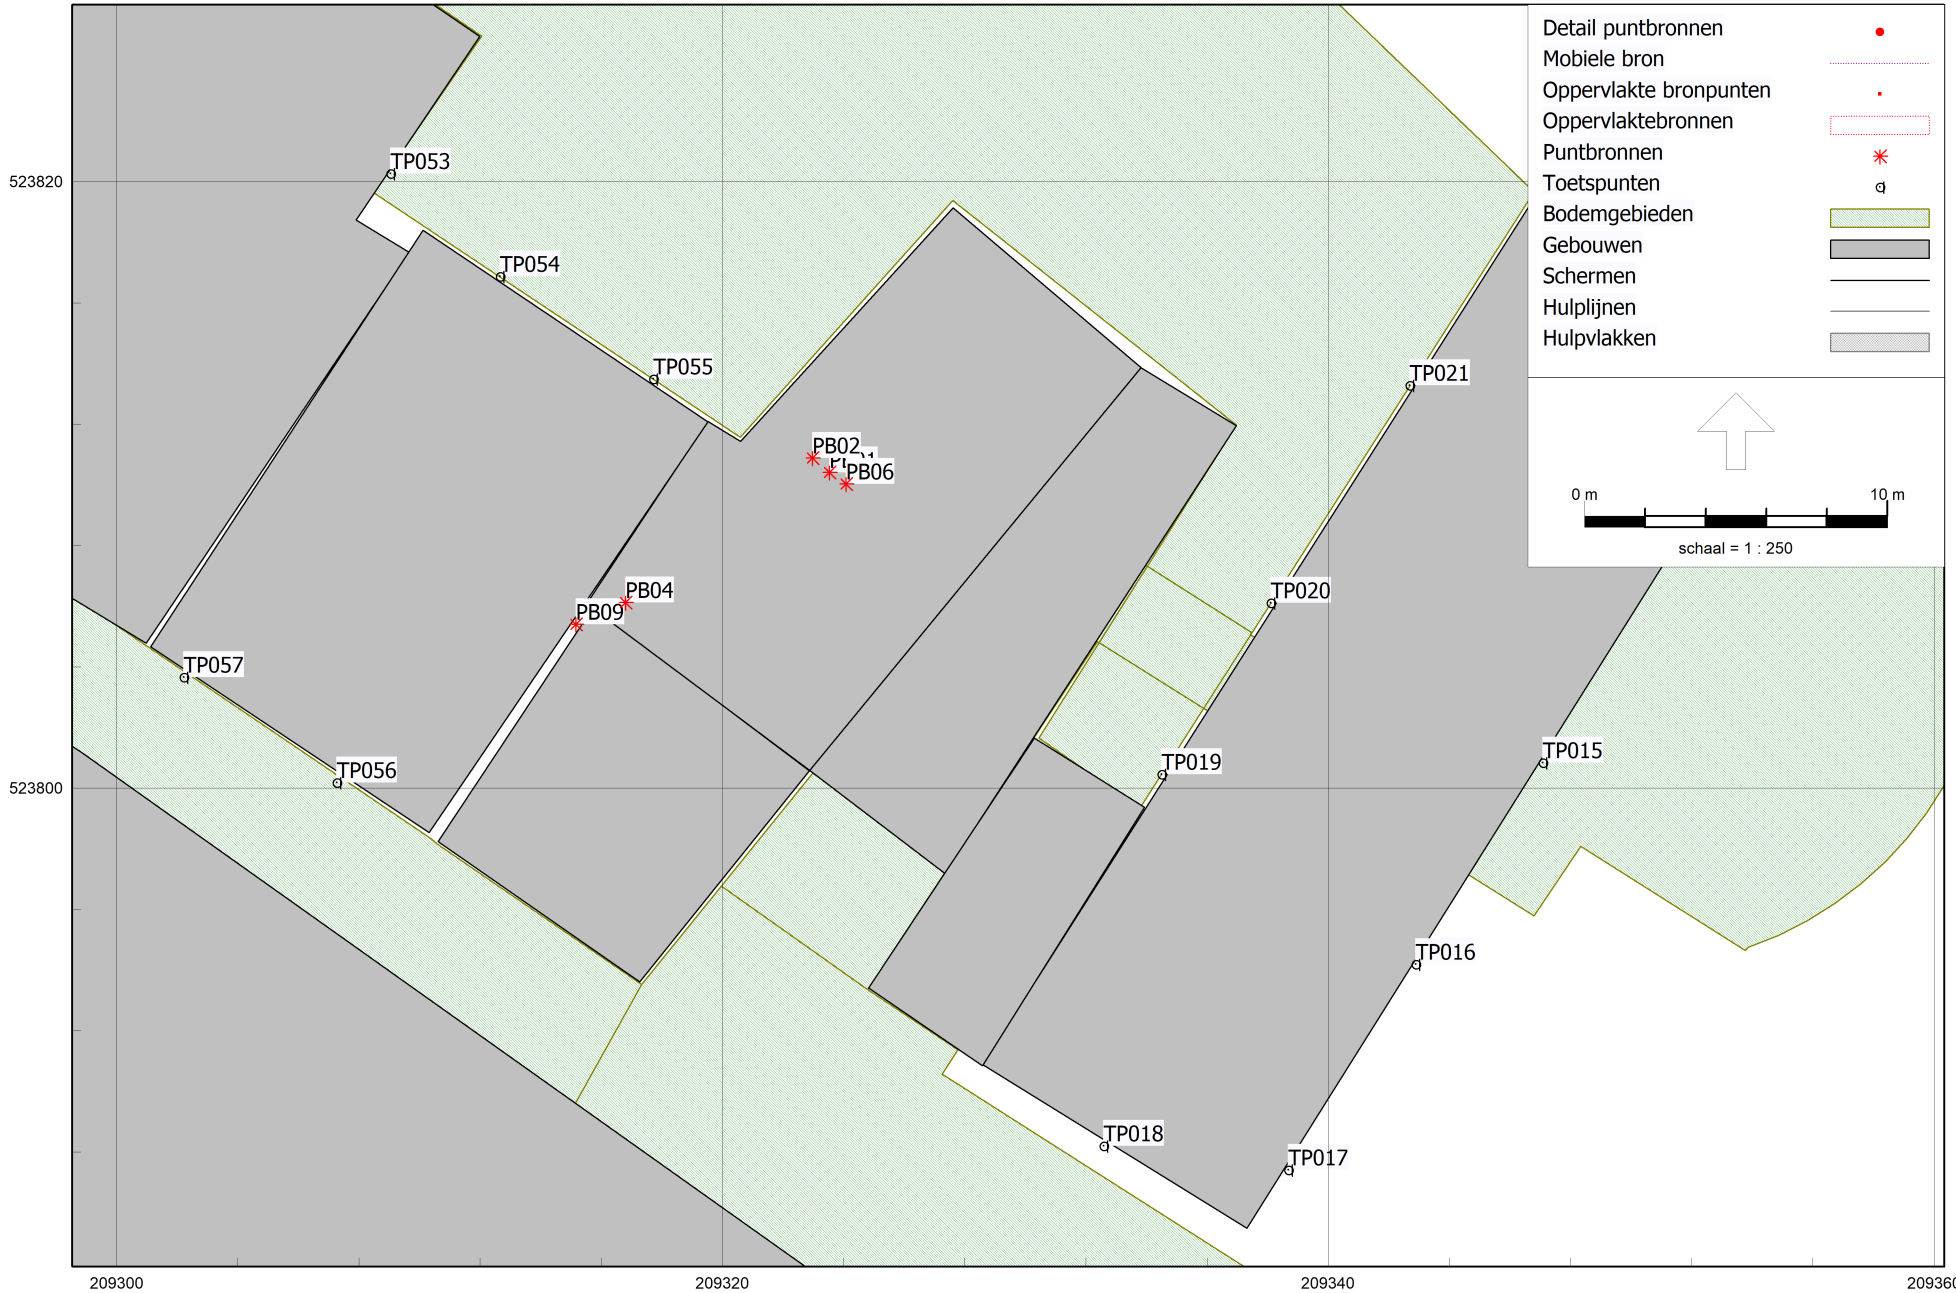 Detail puntbronnen
Mobiele bron
Oppervlakte bronpunten
Oppervlaktebronnen
Puntbronnen
Toetspunten
Bodemgebieden
Gebouwen
Schermen
Hulplijnen
Hulpvlakken
0 m 10 m
schaal = 1 : 250
TP053
523820
TP054
TP055
TP021
PB02
PB06
PB04
PB09
TP020
TP057
TP056
TP019
TP015
523800
TP016
TP018
TP017
209300 209320 209340 209360